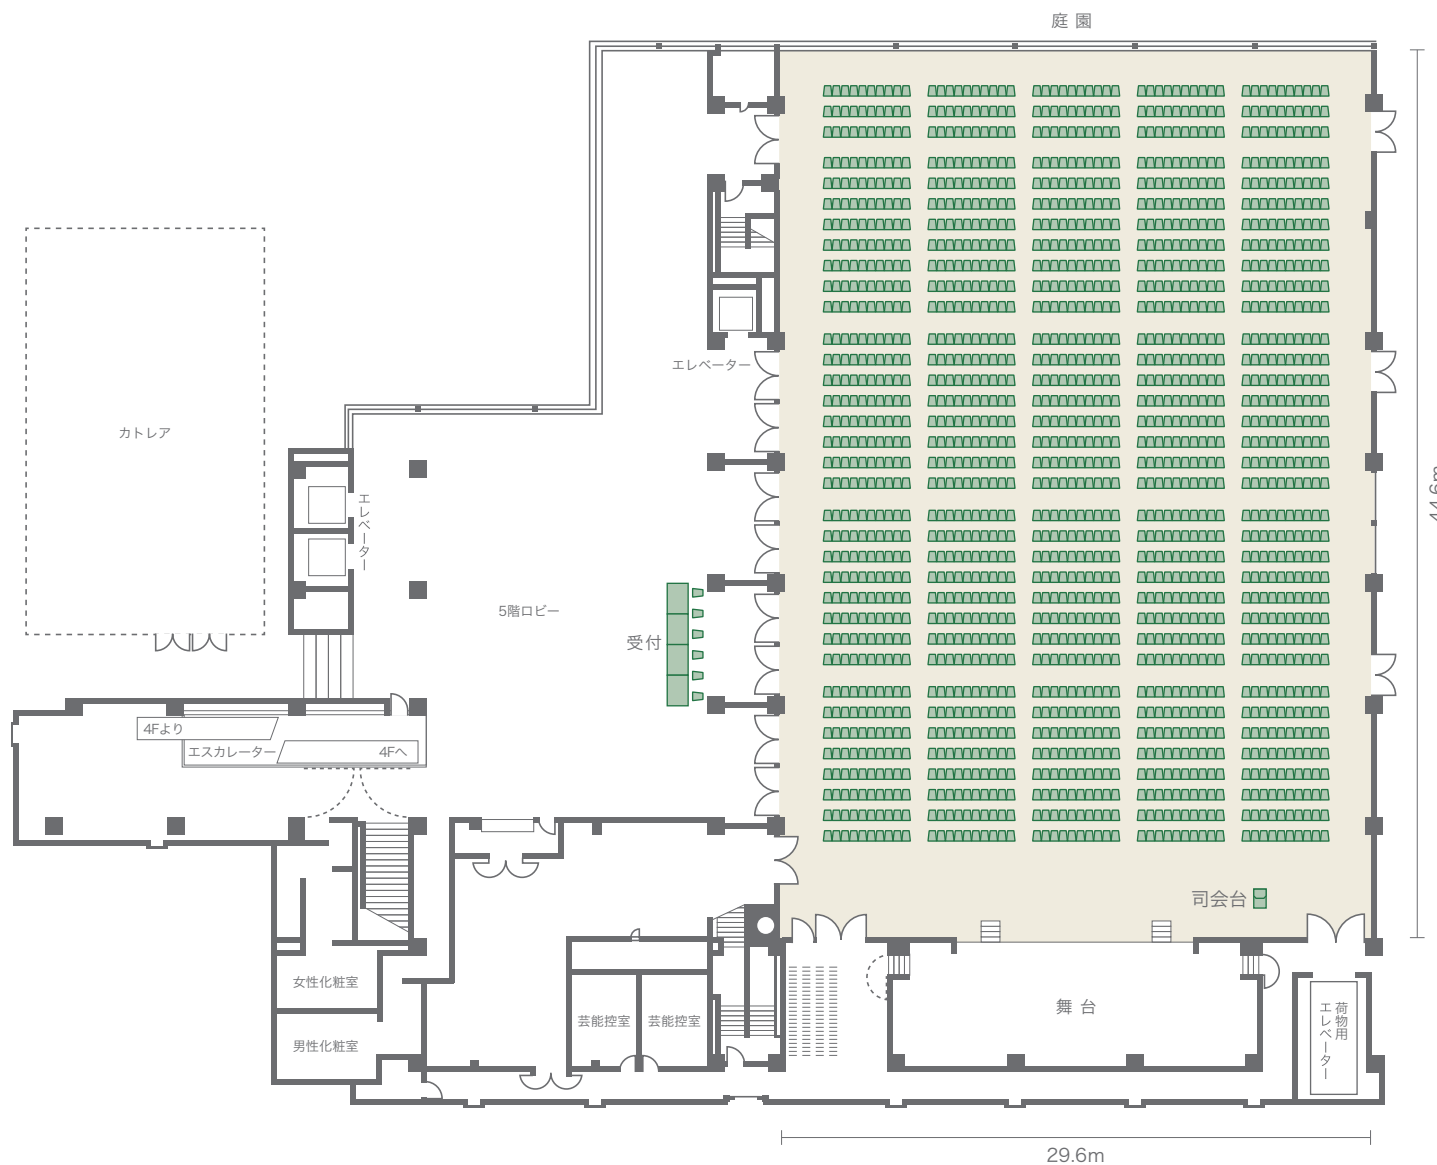 庭園
カトレア
エレベーター
エレベーター
5階ロビー
受付
4Fより
エスカレーター
4Fへ
44.6m
司会台
女性化粧室
男性化粧室
芸能控室
芸能控室
舞台
荷物用
エレベーター
29.6m